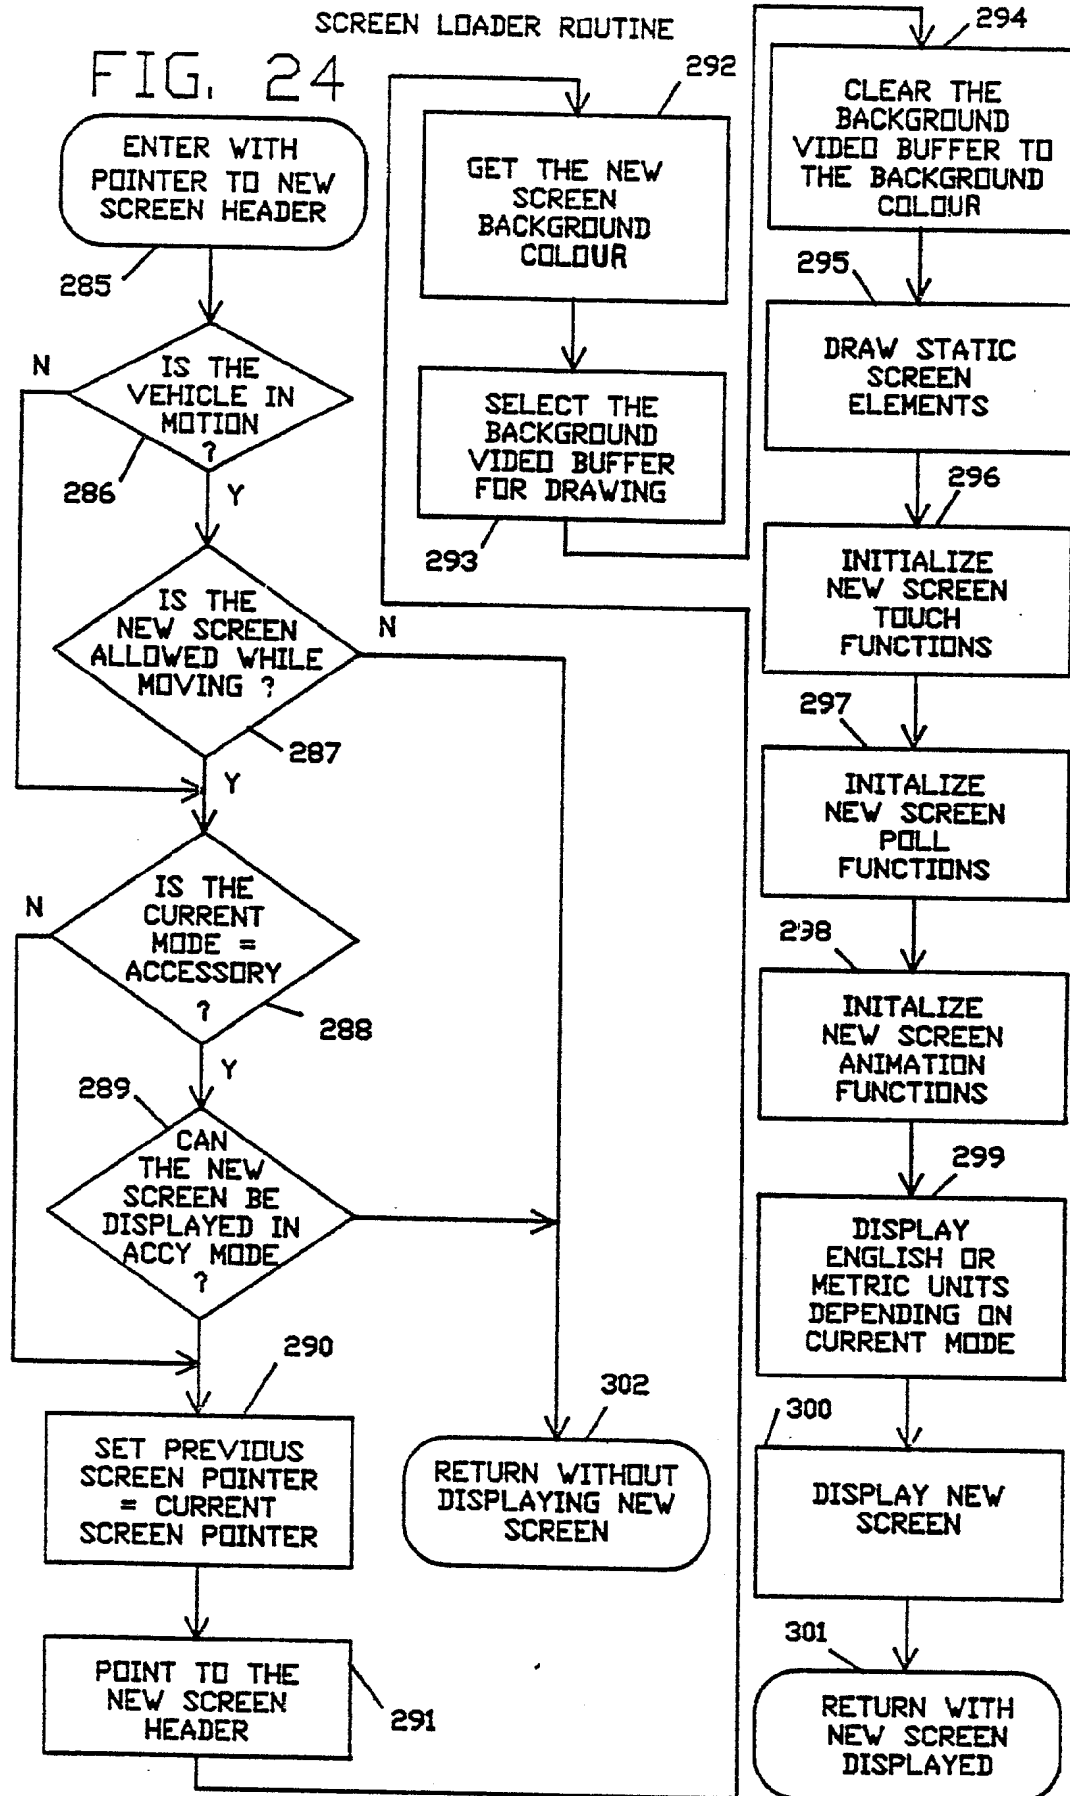 SCREEN LOADER ROUTINE
FIG. 24
ENTER WITH
POINTER TO NEW
SCREEN HEADER
285
IS THE
VEHICLE IN
MOTION
?
N
286
Y
IS THE
NEW SCREEN
ALLOWED WHILE
MOVING ?
N
287
Y
IS THE
CURRENT
MODE =
ACCESSORY
?
N
288
Y
289
CAN
THE NEW
SCREEN BE
DISPLAYED IN
ACCY MODE
?
290
SET PREVIOUS
SCREEN POINTER
= CURRENT
SCREEN POINTER
POINT TO THE
NEW SCREEN
HEADER
291
292
GET THE NEW
SCREEN
BACKGROUND
COLOUR
SELECT THE
BACKGROUND
VIDEO BUFFER
FOR DRAWING
293
302
RETURN WITHOUT
DISPLAYING NEW
SCREEN
294
CLEAR THE
BACKGROUND
VIDEO BUFFER TO
THE BACKGROUND
COLOUR
295
DRAW STATIC
SCREEN
ELEMENTS
296
INITIALIZE
NEW SCREEN
TOUCH
FUNCTIONS
297
INITALIZE
NEW SCREEN
POLL
FUNCTIONS
298
INITALIZE
NEW SCREEN
ANIMATION
FUNCTIONS
299
DISPLAY
ENGLISH OR
METRIC UNITS
DEPENDING ON
CURRENT MODE
300
DISPLAY NEW
SCREEN
301
RETURN WITH
NEW SCREEN
DISPLAYED